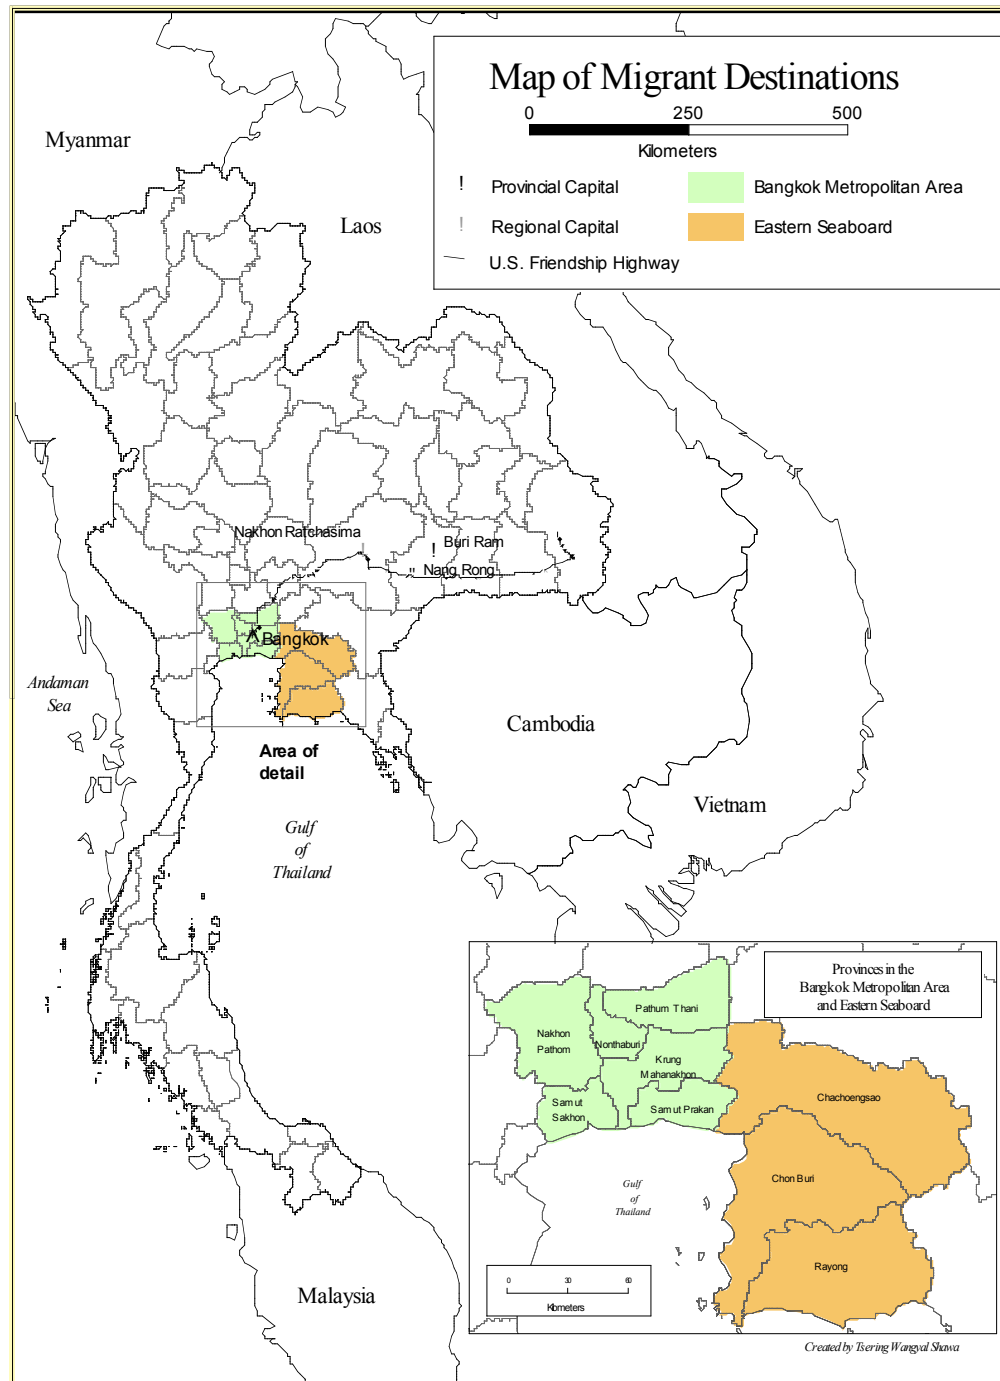 Map of Migrant Destinations
0 250 500
Kilometers
! Provincial Capital
Bangkok Metropolitan Area
! Regional Capital
Eastern Seaboard
U.S. Friendship Highway
Myanmar
Laos
Nakhon Ratchasima
! Buri Ram
" Nang Rong
Bangkok
Andaman
Sea
Cambodia
Area of
detail
Vietnam
Gulf
of
Thailand
Malaysia
Provinces in the
Bangkok Metropolitan Area
and Eastern Seaboard
Pathum Thani
Nakhon
Pathom
Nonthaburi
Krung
Mahanakhon
Samut
Sakhon
Samut Prakan
Chachoengsao
Chon Buri
Gulf
of
Thailand
Rayong
0 30 60
Kilometers
Created by Tsering Wangyal Shawa